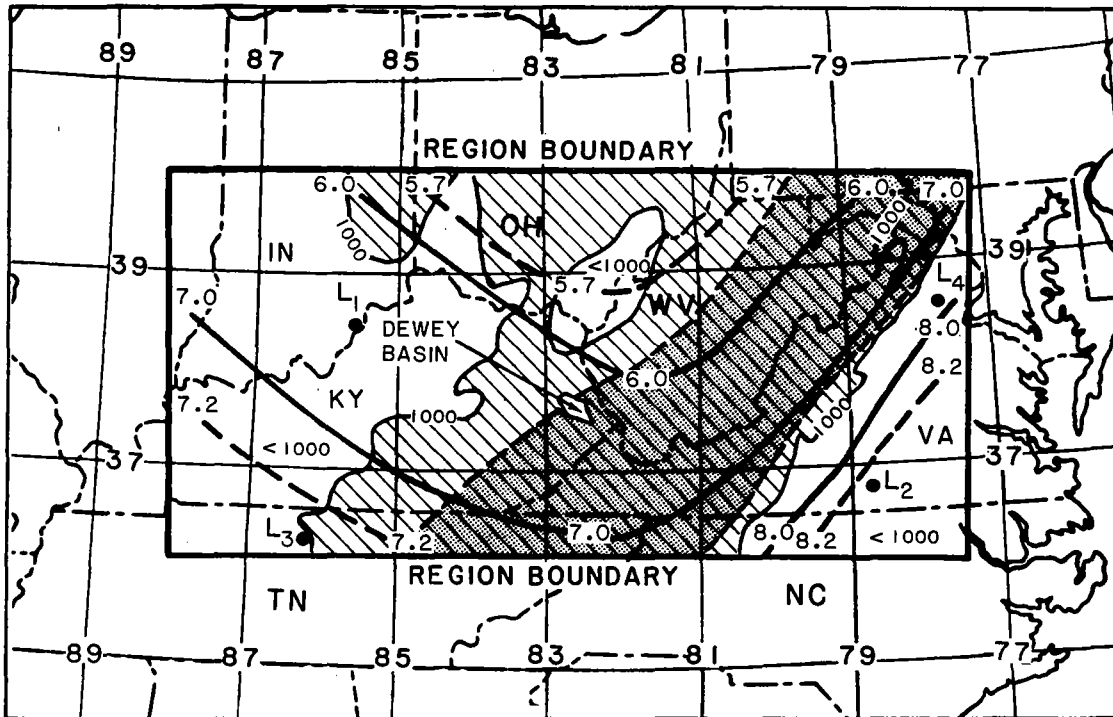 89
87
85
83
81
79
77
REGION BOUNDARY
6.0
5.7
5.7
6.0
7.0
1000
1000
OH
IN
39
<1000
39
5.7
WV
7.0
L1
L4
DEWEY
BASIN
8.0
6.0
8.2
KY
7.2
1000
1000
VA
<1000
37
37
L2
L3
7.2
7.0
8.0
8.2
<1000
REGION BOUNDARY
TN
NC
89
87
85
83
81
79
77